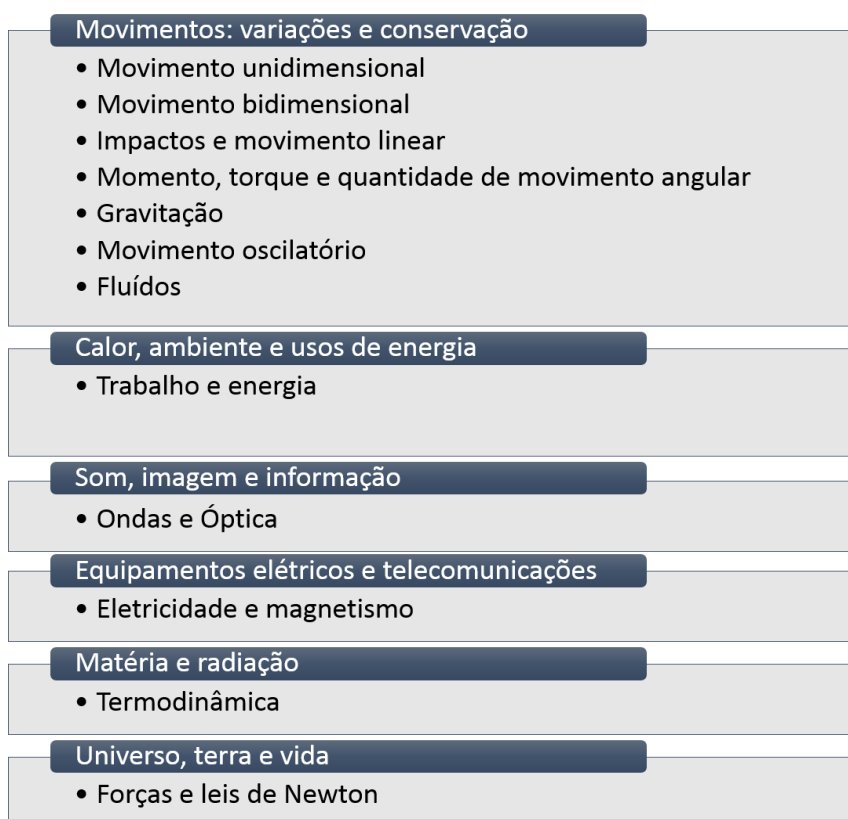 Movimentos: variações e conservação
• Movimento unidimensional
• Movimento bidimensional
• Impactos e movimento linear
• Momento, torque e quantidade de movimento angular
• Gravitação
• Movimento oscilatório
• Fluídos
Calor, ambiente e usos de energia
• Trabalho e energia
Som, imagem e informação
• Ondas e Óptica
Equipamentos elétricos e telecomunicações
• Eletricidade e magnetismo
Matéria e radiação
• Termodinâmica
Universo, terra e vida
• Forças e leis de Newton